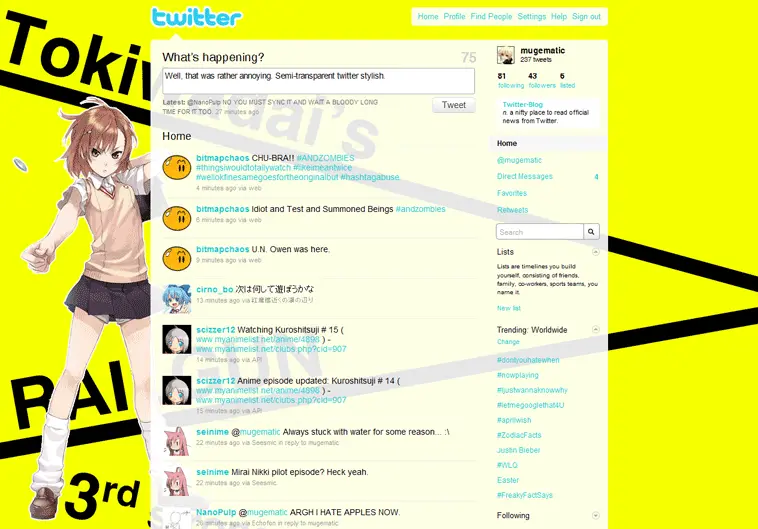 twitter
Home Profile Find People Settings Help Sign out
What's happening?
75
Well, that was rather annoying. Semi-transparent twitter stylish.
Latest: @NanoPulp NO YOU MUST SYNC IT AND WAIT A BLOODY LONG
TIME FOR IT TOO. 27 minutes ago
Tweet
Home
bitmapchaos CHU-BRA!! #ANDZOMBIES
#thingsiwouldtotallywatch #likeimeantwice
#wellokfinesamegoesfortheoriginalbut #hashtagabuse
4 minutes ago via web
bitmapchaos Idiot and Test and Summoned Beings #andzombies
6 minutes ago via web
bitmapchaos U.N. Owen was here.
9 minutes ago via web
cirno_bo 次は何して遊ぼうかな
13 minutes ago via
scizzer12 Watching Kuroshitsuji # 15 (
www.myanimelist.net/anime/4898 ) -
www.myanimelist.net/clubs.php?cid=907
14 minutes ago via API
scizzer12 Anime episode updated: Kuroshitsuji # 14 (
www.myanimelist.net/anime/4898 ) -
www.myanimelist.net/clubs.php?cid=907
15 minutes ago via API
seinime @mugematic Always stuck with water for some reason... :\
22 minutes ago via Seesmic in reply to mugematic
seinime Mirai Nikki pilot episode? Heck yeah.
22 minutes ago via Seesmic
NanoPulp @mugematic ARGH I HATE APPLES NOW.
26 minutes ago via Echofon in reply to mugematic
mugematic
237 tweets
81 43 6
following followers listed
Twitter-Blog
n. a nifty place to read official
news from Twitter.
Home
@mugematic
Direct Messages 4
Favorites
Retweets
Search
Lists
Lists are timelines you build
yourself, consisting of friends,
family, co-workers, sports teams, you
name it.
New list
Trending: Worldwide
Change
#dontyouhatewhen
#nowplaying
#ijustwannaknowwhy
#letmegooglethat4U
#aprilwish
#ZodiacFacts
Justin Bieber
#WLQ
Easter
#FreakyFactSays
Following
3rd